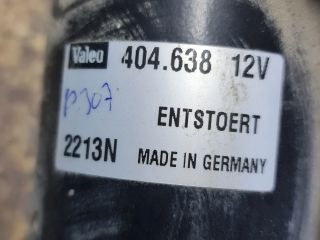 Valeo 404.638 12V
P307
ENTSTOERT
2213N MADE IN GERMANY